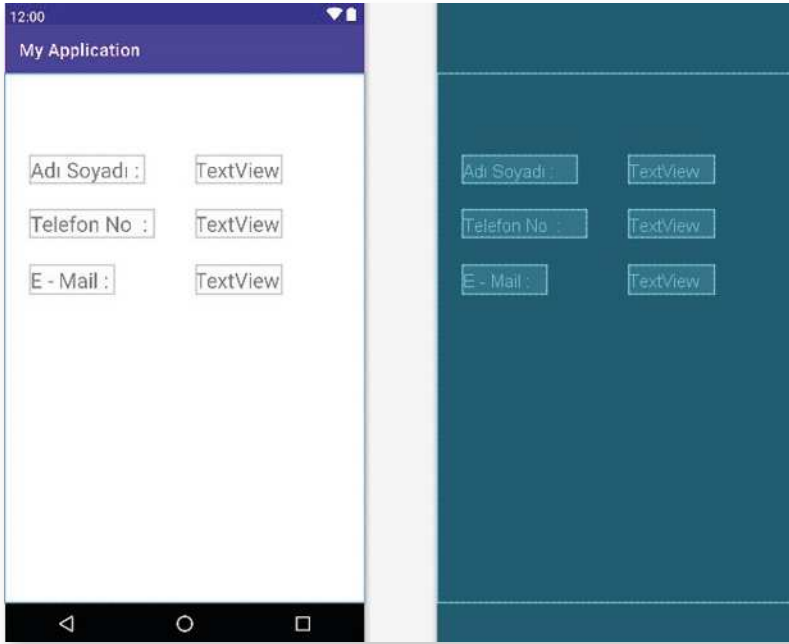 12:00
My Application
Adı Soyadı : TextView
Telefon No : TextView
E - Mail : TextView
Adı Soyadı : TextView
Telefon No : TextView
E - Mail : TextView